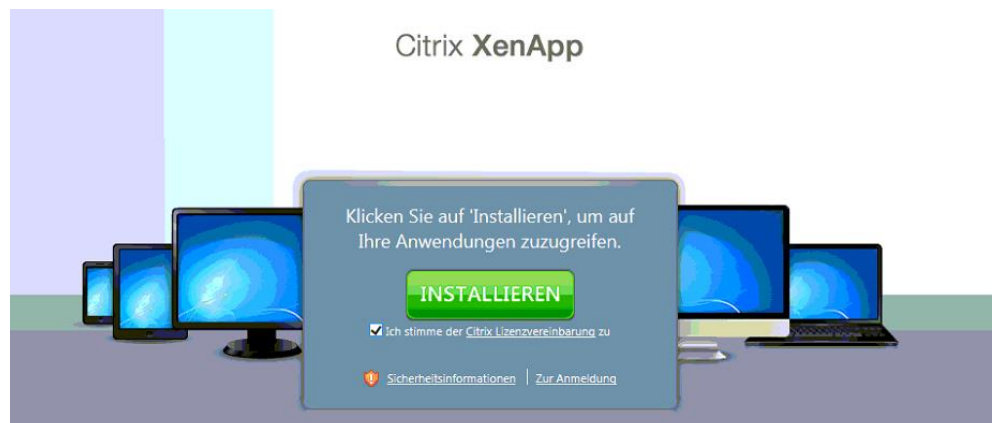 Citrix XenApp
Klicken Sie auf 'Installieren', um auf
Ihre Anwendungen zuzugreifen.
INSTALLIEREN
Ich stimme der Citrix Lizenzvereinbarung zu
Sicherheitsinformationen | Zur Anmeldung